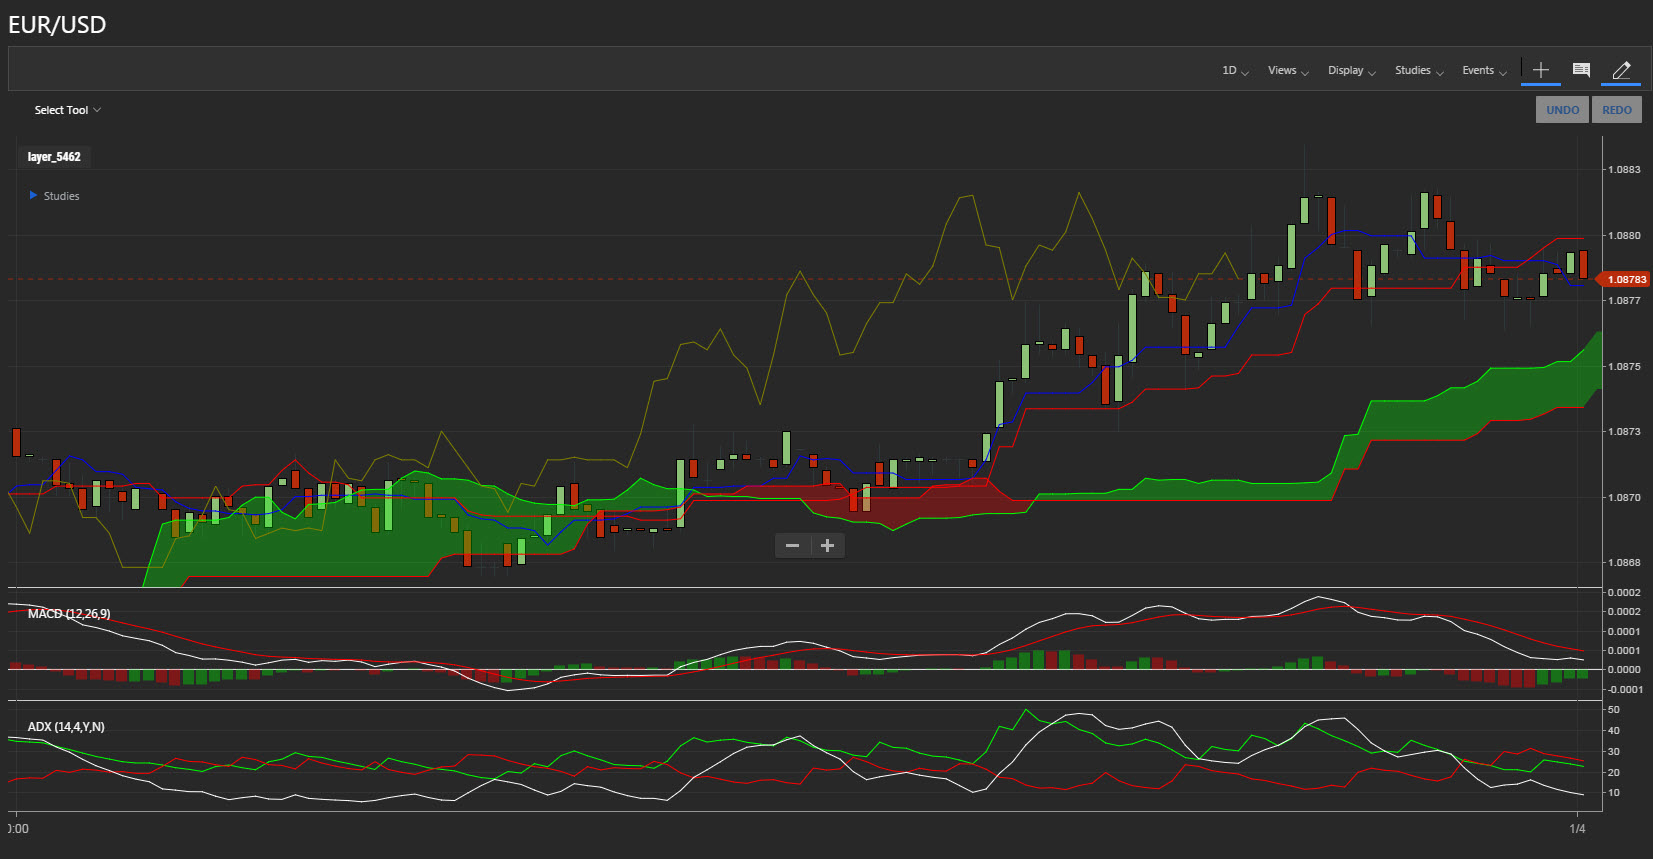 EUR/USD
1D Views Display Studies Events
Select Tool
UNDO REDO
layer_5462
Studies
1.0883
1.0880
1.08783
1.0877
1.0875
1.0873
1.0870
1.0868
MACD (12,26,9)
0.0002
0.0002
0.0001
0.0001
0.0000
-0.0001
ADX (14,4,Y,N)
50
40
30
20
10
0:00 1/4